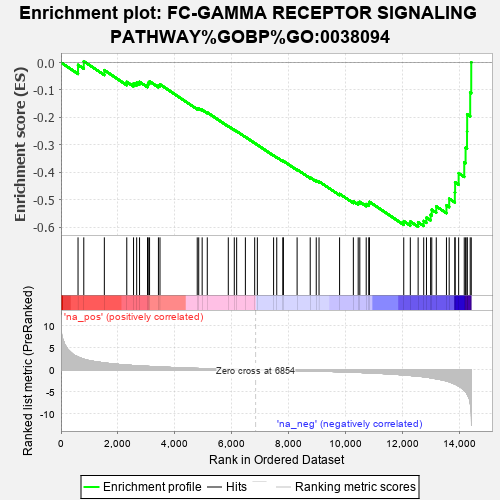 Enrichment plot: FC-GAMMA RECEPTOR SIGNALING
PATHWAY%GOBP%GO:0038094
Enrichment score (ES)
0.0
-0.1
-0.2
-0.3
-0.4
-0.5
-0.6
'na_pos' (positively correlated)
Ranked list metric (PreRanked)
10
5
0
-5
-10
Zero cross at 6854
'na_neg' (negatively correlated)
0
2,000
4,000
6,000
8,000
10,000
12,000
14,000
Rank in Ordered Dataset
Enrichment profile
Hits
Ranking metric scores